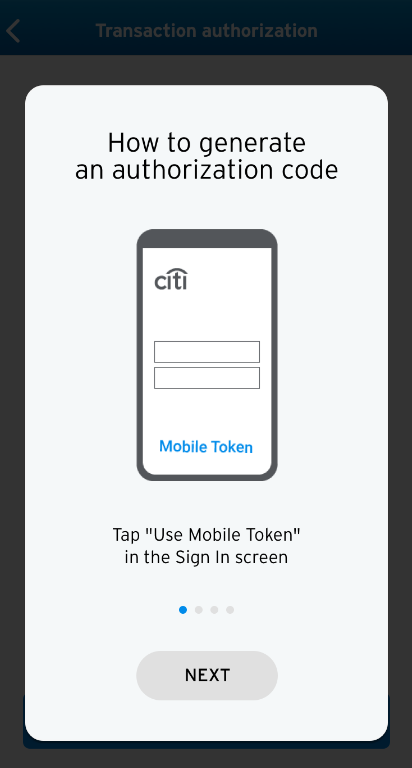 Transaction authorization
How to generate
an authorization code
citi
Mobile Token
Tap "Use Mobile Token"
in the Sign In screen
NEXT